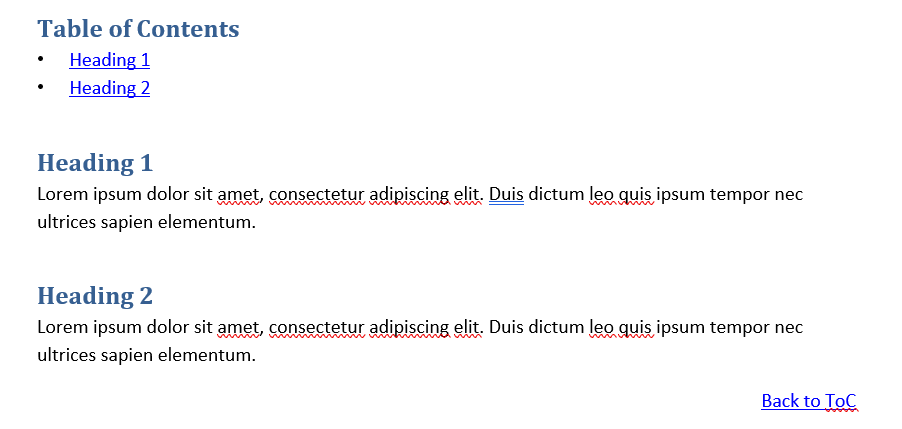 Table of Contents
• Heading 1
• Heading 2
Heading 1
Lorem ipsum dolor sit amet, consectetur adipiscing elit. Duis dictum leo quis ipsum tempor nec
ultrices sapien elementum.
Heading 2
Lorem ipsum dolor sit amet, consectetur adipiscing elit. Duis dictum leo quis ipsum tempor nec
ultrices sapien elementum.
Back to ToC